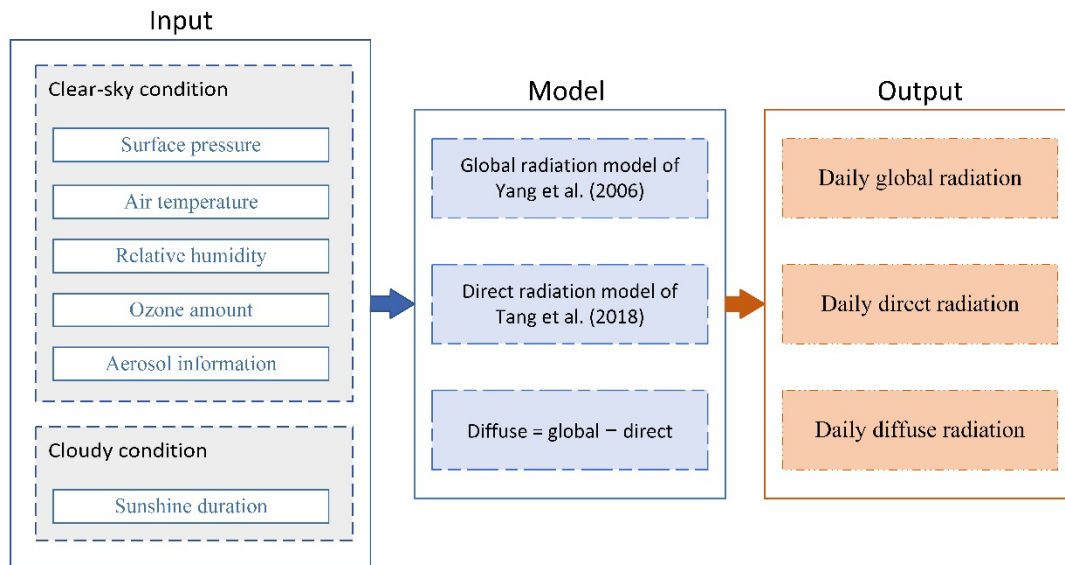 Input
Clear-sky condition
Surface pressure
Air temperature
Relative humidity
Ozone amount
Aerosol information
Cloudy condition
Sunshine duration
Model
Global radiation model of
Yang et al. (2006)
Direct radiation model of
Tang et al. (2018)
Diffuse = global − direct
Output
Daily global radiation
Daily direct radiation
Daily diffuse radiation